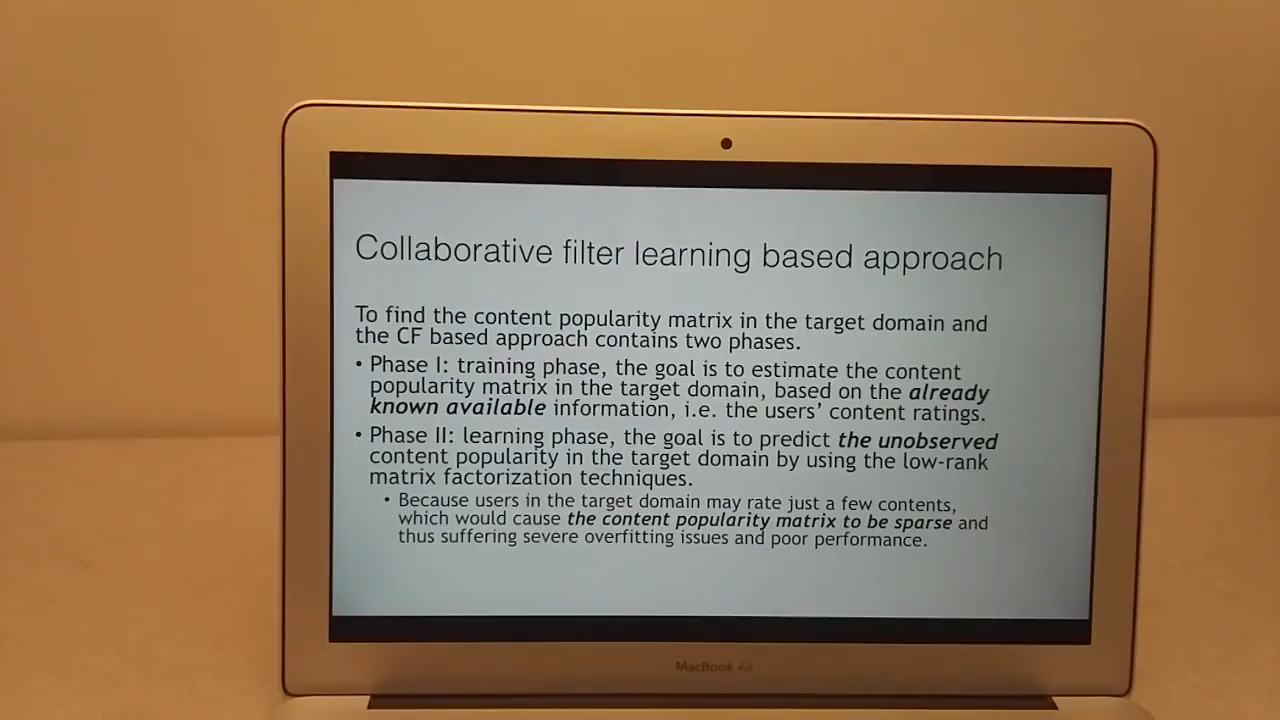 Collaborative filter learning based approach
To find the content popularity matrix in the target domain and
the CF based approach contains two phases.
• Phase I: training phase, the goal is to estimate the content
popularity matrix in the target domain, based on the already
known available information, i.e. the users’ content ratings.
• Phase II: learning phase, the goal is to predict the unobserved
content popularity in the target domain by using the low-rank
matrix factorization techniques.
• Because users in the target domain may rate just a few contents,
which would cause the content popularity matrix to be sparse and
thus suffering severe overfitting issues and poor performance.
MacBook Air